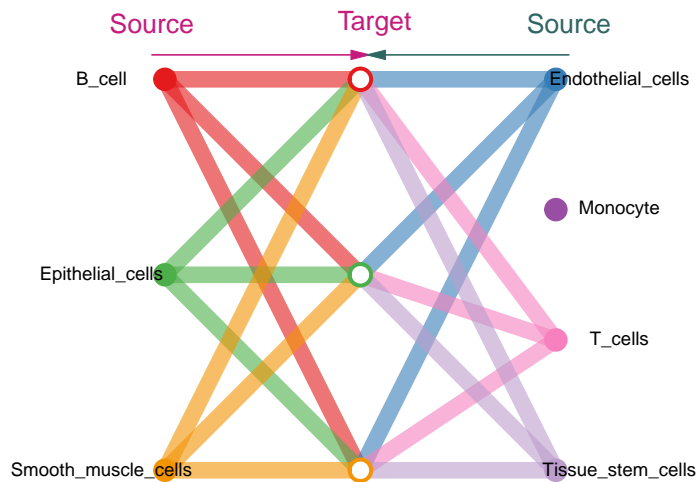 Source
Target
Source
B_cell
Endothelial_cells
Monocyte
Epithelial_cells
T_cells
Smooth_muscle_cells
Tissue_stem_cells